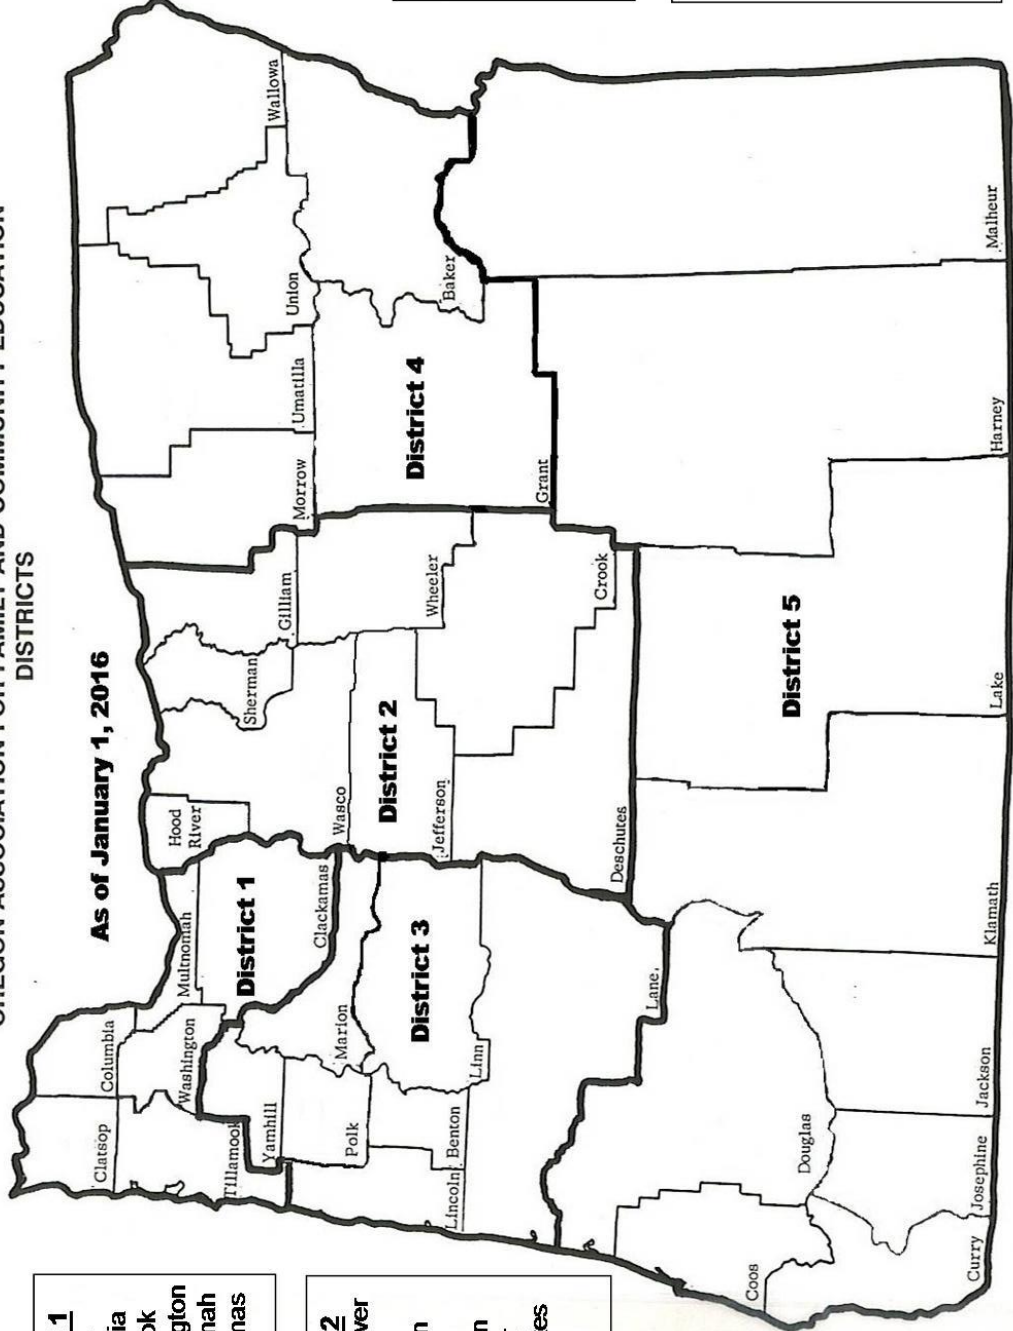 OREGON ASSOCIATION FOR FAMILY AND COMMUNITY EDUCATION
DISTRICTS
As of January 1, 2016
1
ia
ok
gton
nah
mas
2
ver
n
n
tes
Clatsop
Columbia
Tillamook
Washington
Multnomah
District 1
Clackamas
Hood
River
Wasco
Sherman
Gilliam
Morrow
Umatilla
Union
Wallowa
Yamhill
Polk
Marion
District 3
Lincoln
Benton
Linn
District 2
Jefferson
Wheeler
Crook
Deschutes
District 4
Grant
Baker
Lane,
Coos
Douglas
Curry
Josephine
Jackson
Klamath
District 5
Lake
Harney
Malheur